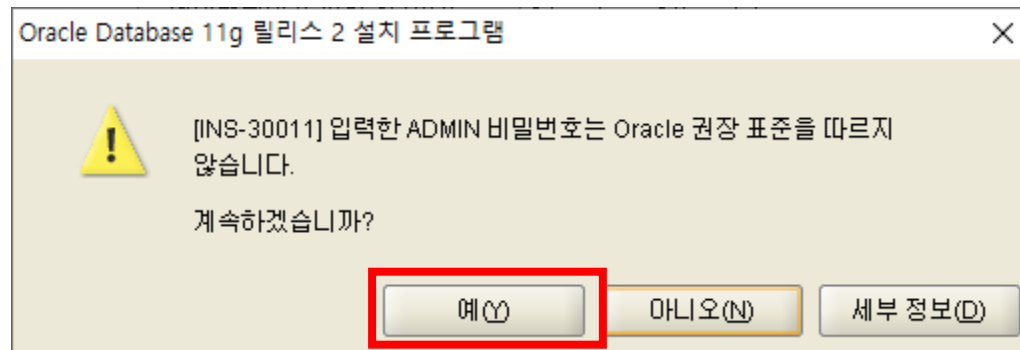 Oracle Database 11g 릴리스 2 설치 프로그램
[INS-30011] 입력한 ADMIN 비밀번호는 Oracle 권장 표준을 따르지
않습니다.
계속하겠습니까?
예(Y) 아니오(N) 세부 정보(D)